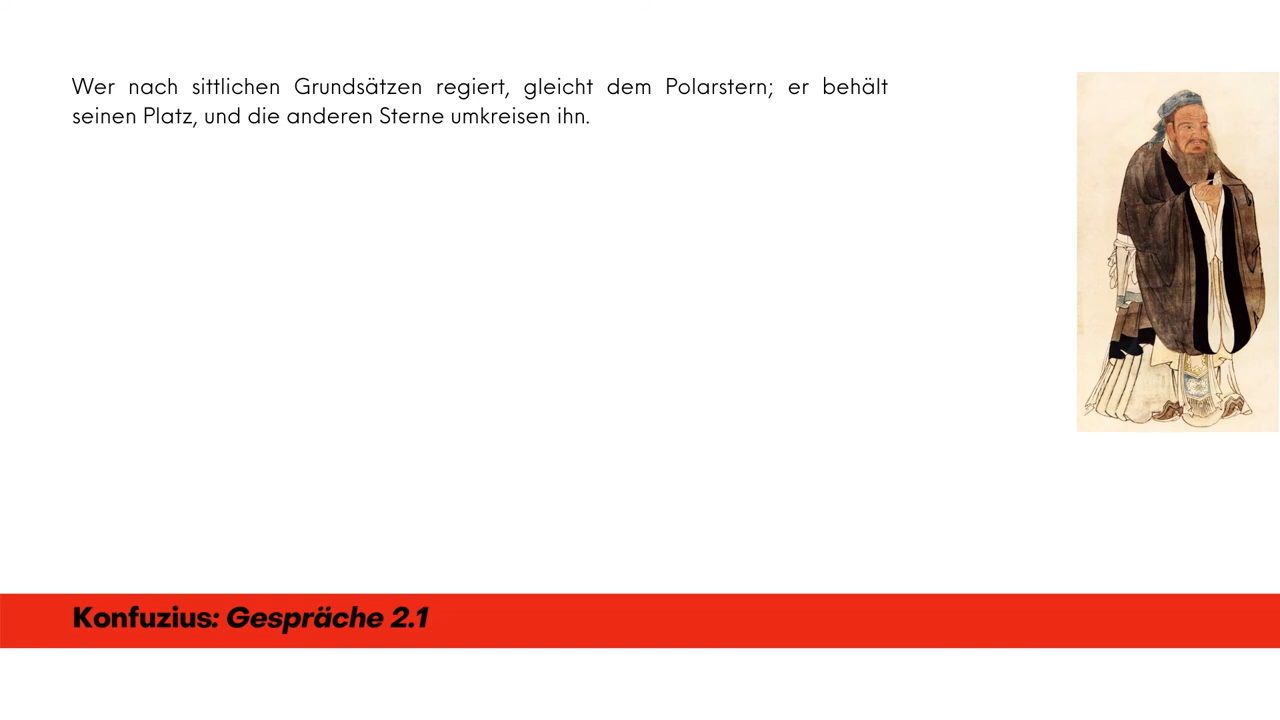 Wer nach sittlichen Grundsätzen regiert, gleicht dem Polarstern; er behält
seinen Platz, und die anderen Sterne umkreisen ihn.
Konfuzius: Gespräche 2.1